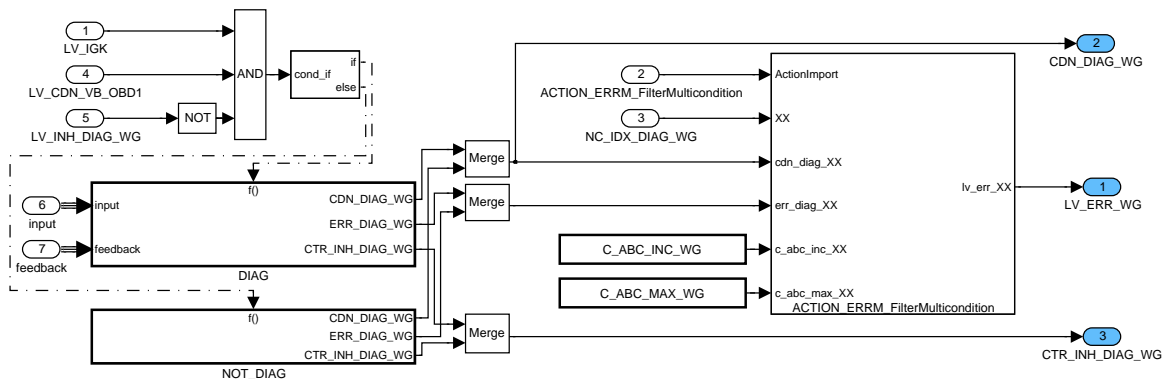 1
LV_IGK
4
LV_CDN_VB_OBD1
5
LV_INH_DIAG_WG
NOT
AND
cond_if
if
else
2
ACTION_ERRM_FilterMulticondition
3
NC_IDX_DIAG_WG
ActionImport
XX
cdn_diag_XX
err_diag_XX
c_abc_inc_XX
c_abc_max_XX
lv_err_XX
ACTION_ERRM_FilterMulticondition
2
CDN_DIAG_WG
1
LV_ERR_WG
3
CTR_INH_DIAG_WG
Merge
Merge
Merge
C_ABC_INC_WG
C_ABC_MAX_WG
6
input
7
feedback
f()
input
feedback
CDN_DIAG_WG
ERR_DIAG_WG
CTR_INH_DIAG_WG
DIAG
f()
CDN_DIAG_WG
ERR_DIAG_WG
CTR_INH_DIAG_WG
NOT_DIAG